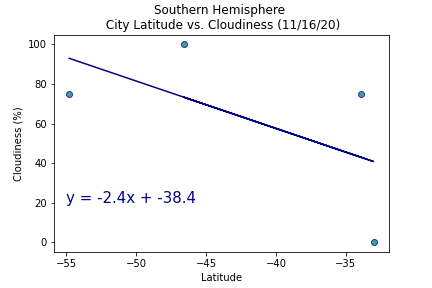 Southern Hemisphere
City Latitude vs. Cloudiness (11/16/20)
100
80
60
40
20
0
Cloudiness (%)
y = -2.4x + -38.4
−55
−50
−45
−40
−35
Latitude